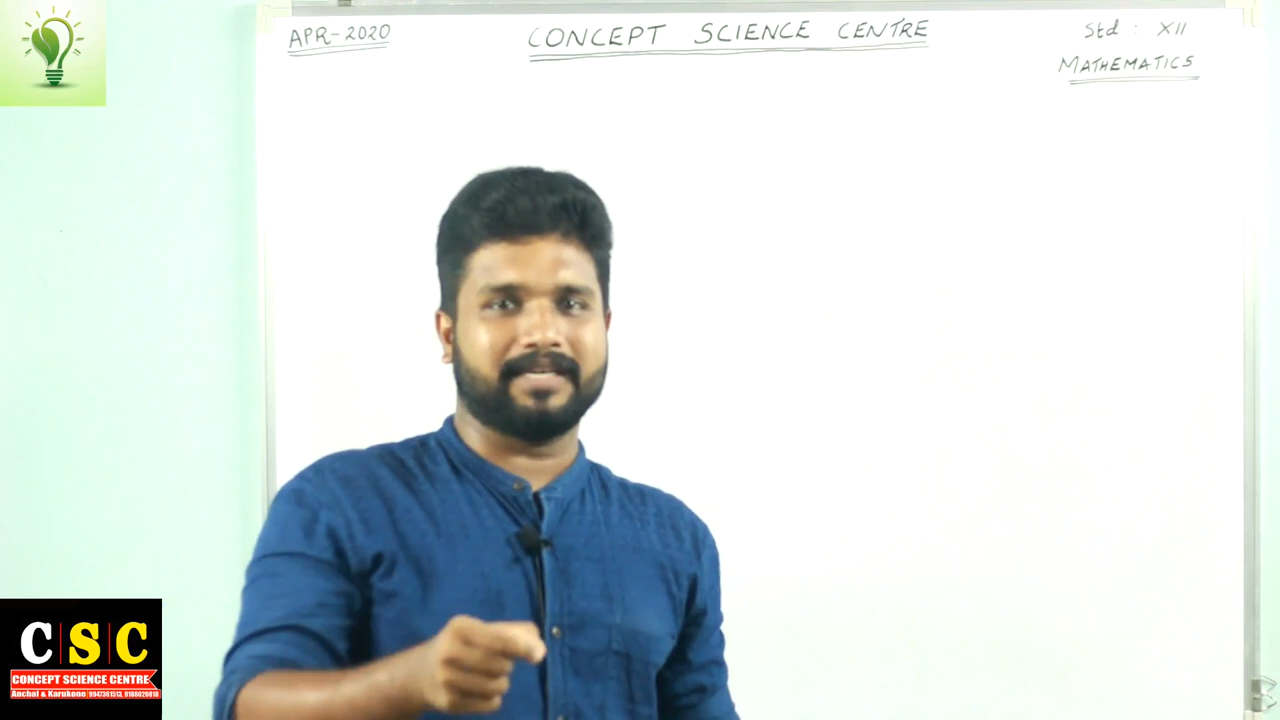 APR-2020
CONCEPT SCIENCE CENTRE
Std : XII
MATHEMATICS
CSC
CONCEPT SCIENCE CENTRE
Anchal & Karukone